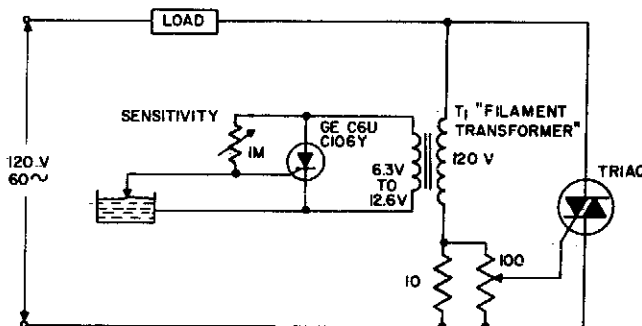 LOAD
SENSITIVITY
1M
GE C6U
C106Y
6.3V
TO
12.6V
T1 "FILAMENT
TRANSFORMER"
120 V
TRIAC
120 V
60~
10
100